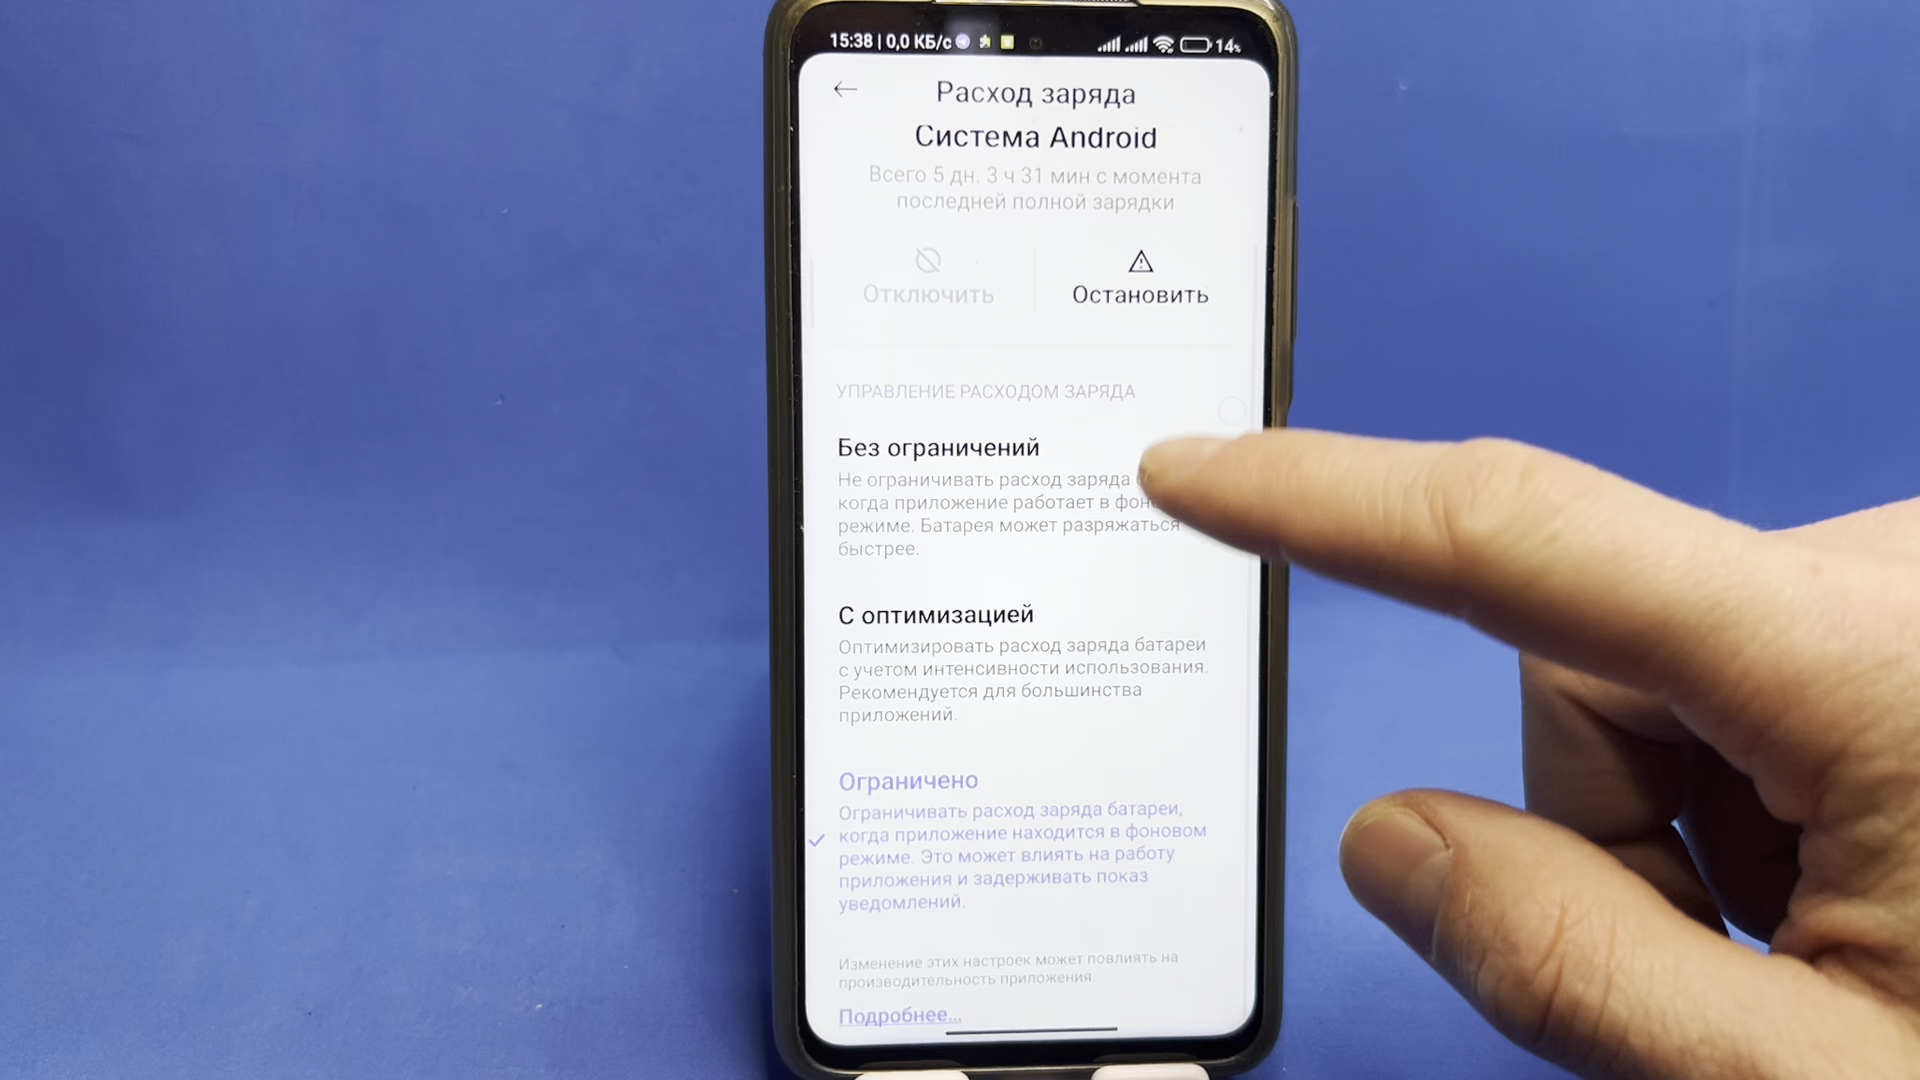 15:38 | 0,0 КБ/с 14%
Расход заряда
Система Android
Всего 5 дн. 3 ч 31 мин с момента
последней полной зарядки
Отключить
Остановить
УПРАВЛЕНИЕ РАСХОДОМ ЗАРЯДА
Без ограничений
Не ограничивать расход заряда
когда приложение работает в
режиме. Батарея может разряжаться
быстрее.
С оптимизацией
Оптимизировать расход заряда батареи
с учетом интенсивности использования.
Рекомендуется для большинства
приложений.
Ограничено
Ограничивать расход заряда батареи,
когда приложение находится в фоновом
режиме. Это может влиять на работу
приложения и задерживать показ
уведомлений.
Изменение этих настроек может повлиять на
производительность приложения.
Подробнее...